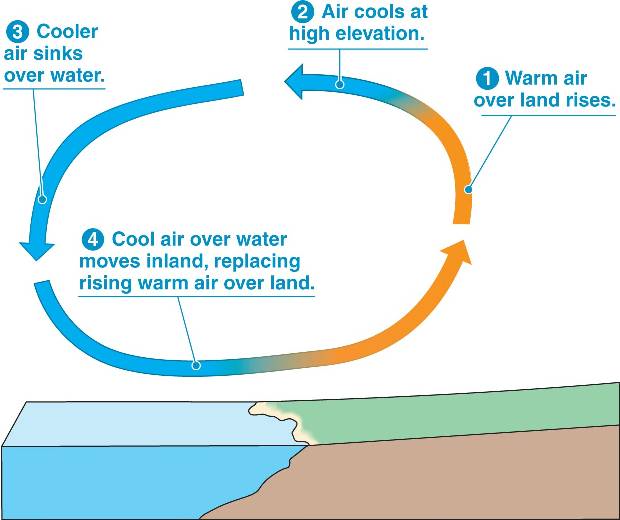 1 Warm air
over land rises.
2 Air cools at
high elevation.
3 Cooler
air sinks
over water.
4 Cool air over water
moves inland, replacing
rising warm air over land.